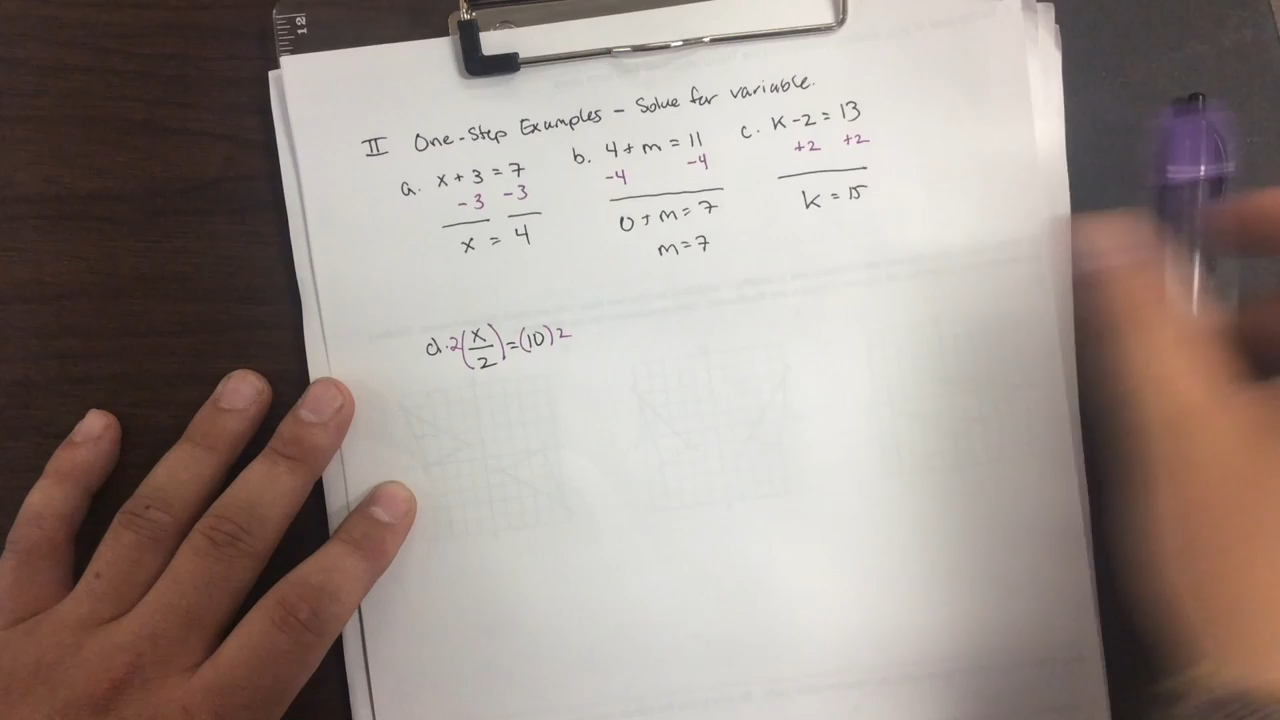 12
II One-Step Examples - Solve for variable.
a. x + 3 = 7
-3 -3
x = 4
b. 4 + m = 11
-4 -4
0 + m = 7
m = 7
c. k - 2 = 13
+2 +2
k = 15
d. 2(x/2) = (10)2